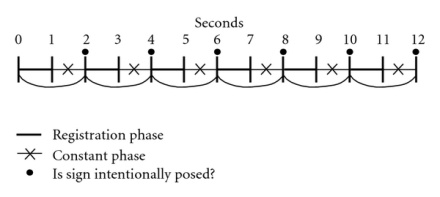 Seconds
0 1 2 3 4 5 6 7 8 9 10 11 12
Registration phase
Constant phase
Is sign intentionally posed?